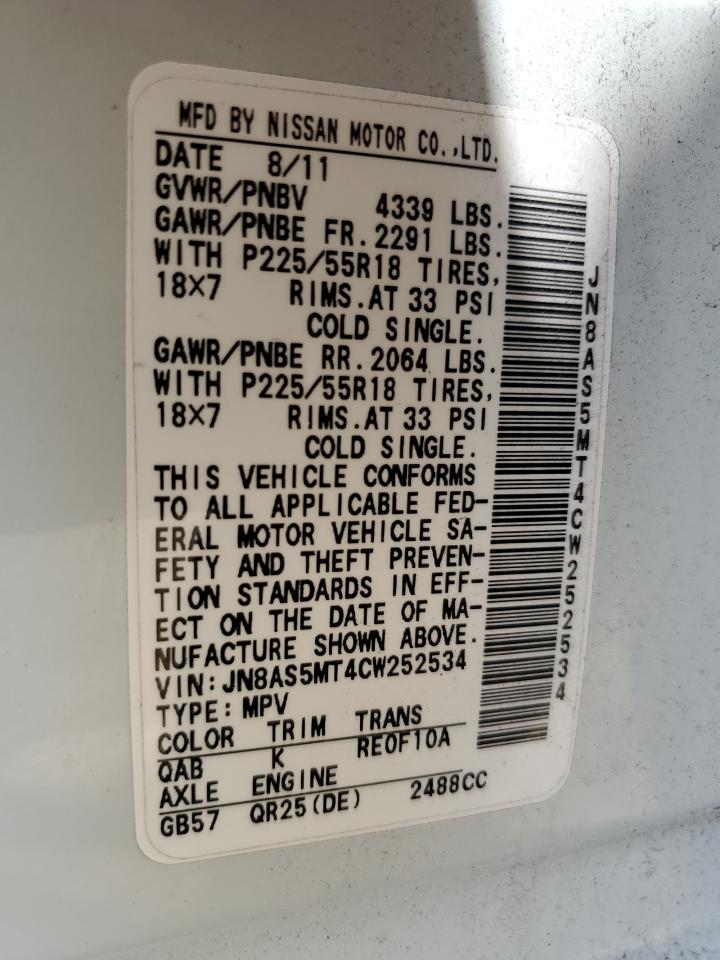 MFD BY NISSAN MOTOR CO.,LTD.
DATE 8/11
GVWR/PNBV 4339 LBS.
GAWR/PNBE FR.2291 LBS.
WITH P225/55R18 TIRES,
18×7 RIMS.AT 33 PSI
COLD SINGLE.
GAWR/PNBE RR.2064 LBS.
WITH P225/55R18 TIRES,
18×7 RIMS.AT 33 PSI
COLD SINGLE.
THIS VEHICLE CONFORMS
TO ALL APPLICABLE FED-
ERAL MOTOR VEHICLE SA-
FETY AND THEFT PREVEN-
TION STANDARDS IN EFF-
ECT ON THE DATE OF MA-
NUFACTURE SHOWN ABOVE.
VIN:JN8AS5MT4CW252534
TYPE:MPV
COLOR TRIM TRANS
QAB K RE0F10A
AXLE ENGINE
GB57 QR25(DE) 2488CC
JN8AS5MT4CW252534